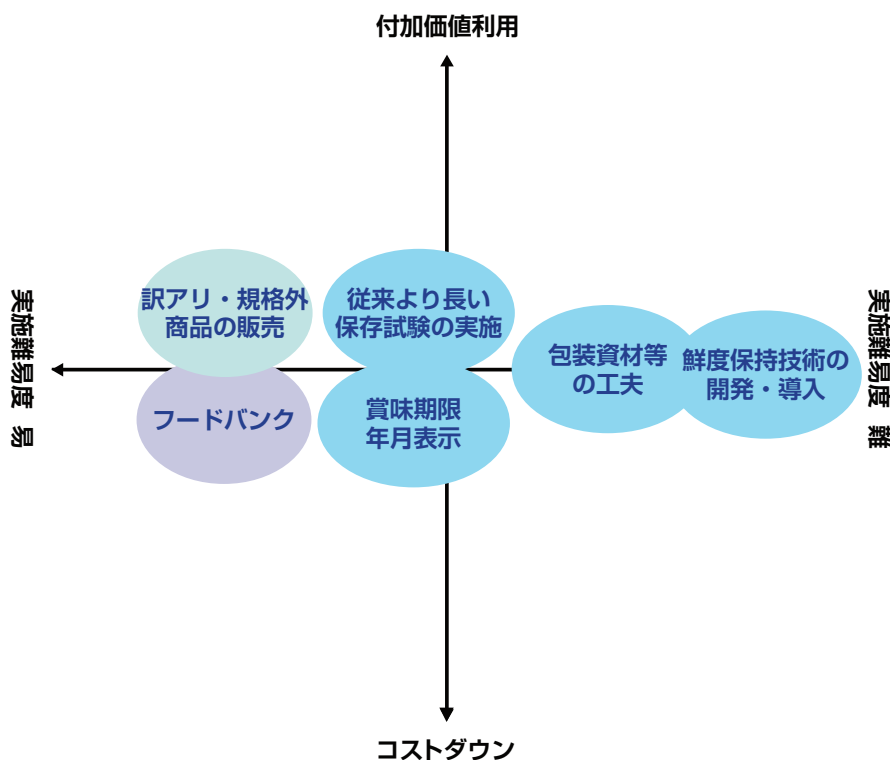 付加価値利用
訳アリ・規格外
商品の販売
従来より長い
保存試験の実施
実施難易度 易
包装資材等
の工夫
鮮度保持技術の
開発・導入
実施難易度 難
フードバンク
賞味期限
年月表示
コストダウン